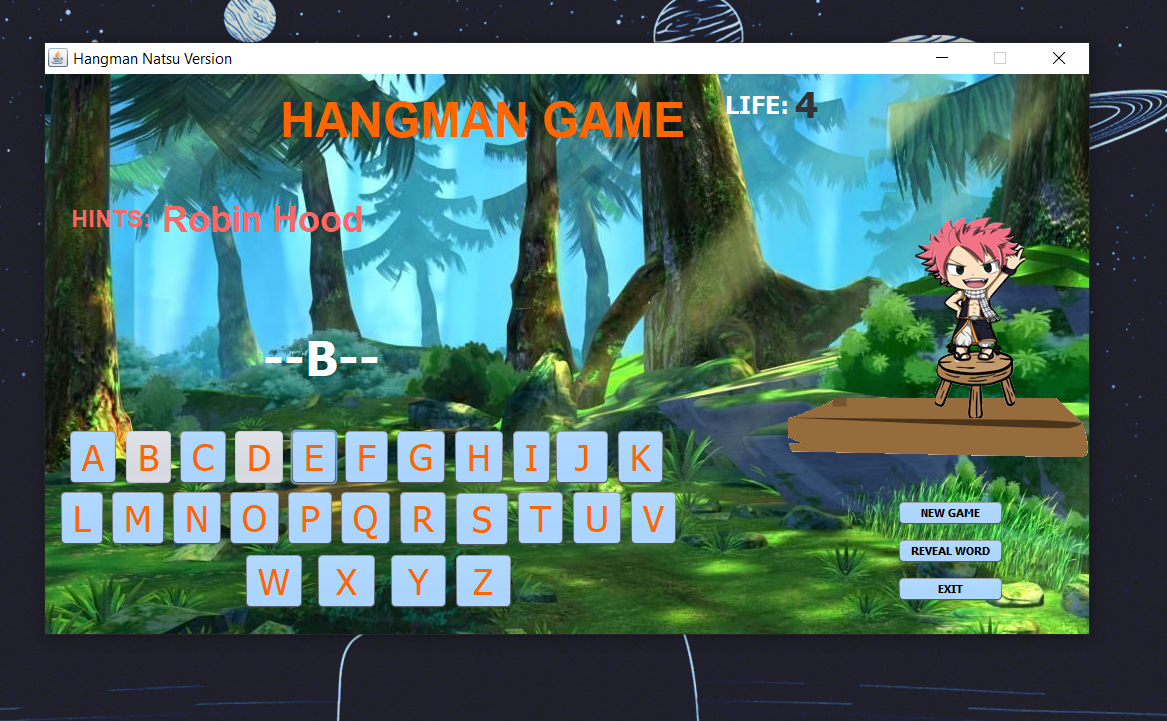 Hangman Natsu Version
HANGMAN GAME
LIFE: 4
HINTS: Robin Hood
--B--
A B C D E F G H I J K
L M N O P Q R S T U V
W X Y Z
NEW GAME
REVEAL WORD
EXIT